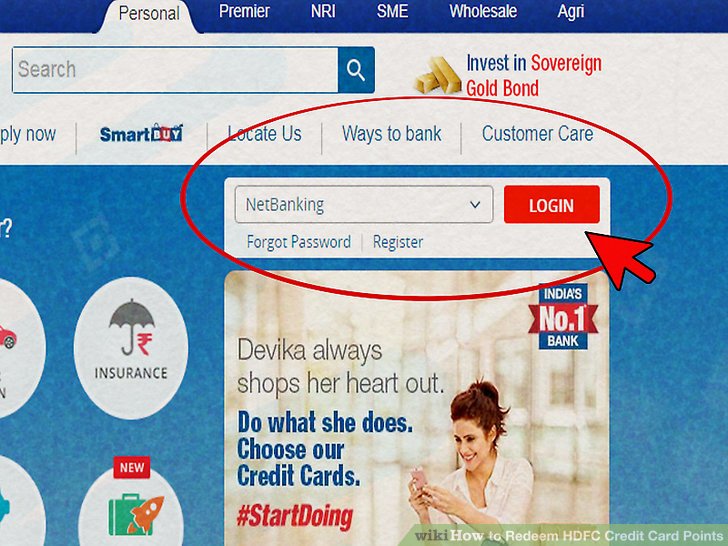 Personal
Premier
NRI
SME
Wholesale
Agri
Search
Invest in Sovereign
Gold Bond
ply now
SmartBUY
Locate Us
Ways to bank
Customer Care
r?
NetBanking
LOGIN
Forgot Password
Register
INSURANCE
N
NEW
INDIA'S
No.1
BANK
Devika always
shops her heart out.
Do what she does.
Choose our
Credit Cards.
#StartDoing
wikiHow to Redeem HDFC Credit Card Points